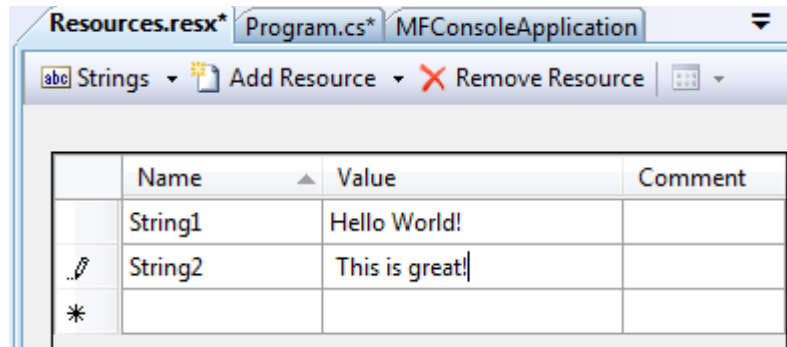 Resources.resx* Program.cs* MFConsoleApplication
abc Strings Add Resource Remove Resource
Name Value Comment
String1 Hello World!
String2 This is great!